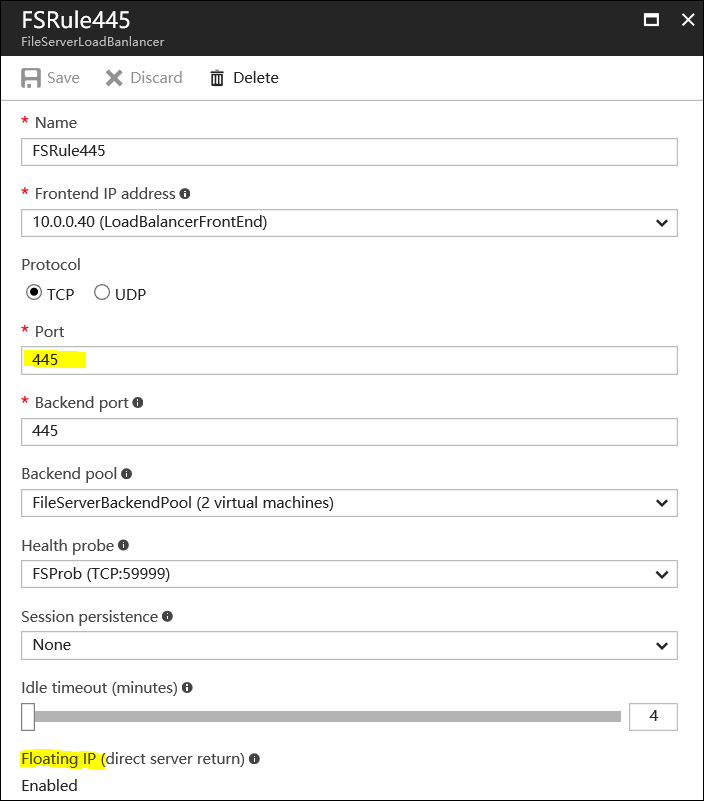 FSRule445
FileServerLoadBanlancer
Save Discard Delete
* Name
FSRule445
* Frontend IP address
10.0.0.40 (LoadBalancerFrontEnd)
Protocol
TCP UDP
* Port
445
* Backend port
445
Backend pool
FileServerBackendPool (2 virtual machines)
Health probe
FSProb (TCP:59999)
Session persistence
None
Idle timeout (minutes)
4
Floating IP (direct server return)
Enabled